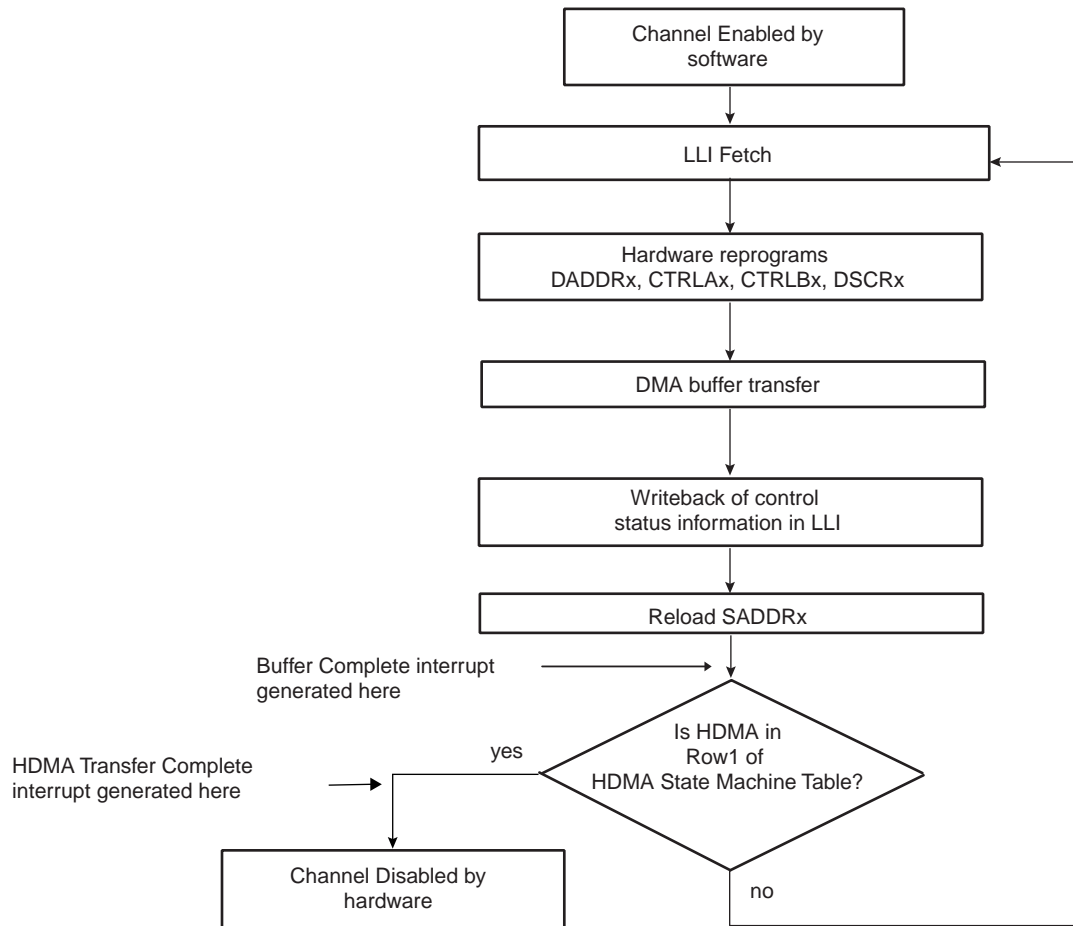 Channel Enabled by
software
LLI Fetch
Hardware reprograms
DADDRx, CTRLAx, CTRLBx, DSCRx
DMA buffer transfer
Writeback of control
status information in LLI
Reload SADDRx
Buffer Complete interrupt
generated here
Is HDMA in
Row1 of
HDMA State Machine Table?
yes
HDMA Transfer Complete
interrupt generated here
Channel Disabled by
hardware
no